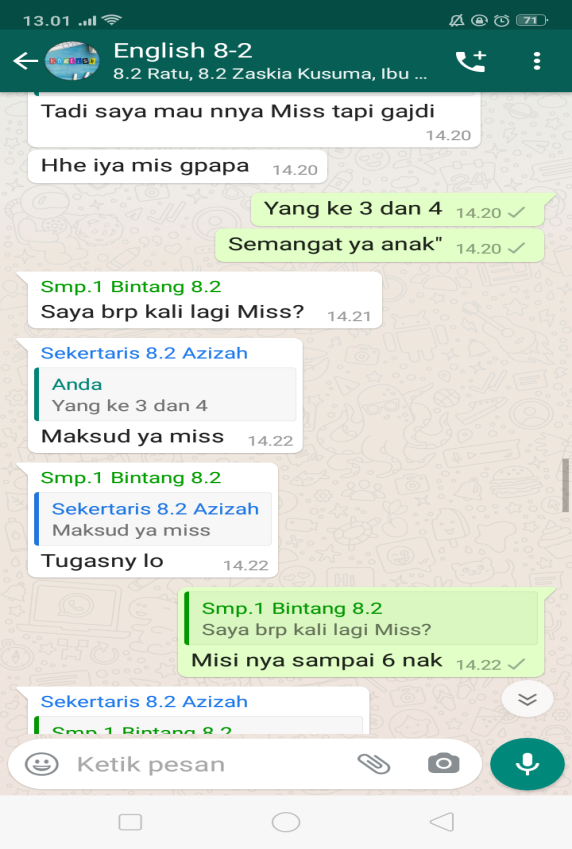 13.01
71
English 8-2
8.2 Ratu, 8.2 Zaskia Kusuma, Ibu ...
Tadi saya mau nnya Miss tapi gajdi
14.20
Hhe iya mis gpapa 14.20
Yang ke 3 dan 4 14.20
Semangat ya anak" 14.20
Smp.1 Bintang 8.2
Saya brp kali lagi Miss? 14.21
Sekertaris 8.2 Azizah
Anda
Yang ke 3 dan 4
Maksud ya miss 14.22
Smp.1 Bintang 8.2
Sekertaris 8.2 Azizah
Maksud ya miss
Tugasny lo 14.22
Smp.1 Bintang 8.2
Saya brp kali lagi Miss?
Misi nya sampai 6 nak 14.22
Sekertaris 8.2 Azizah
Smp.1 Bintang 8.2
Ketik pesan